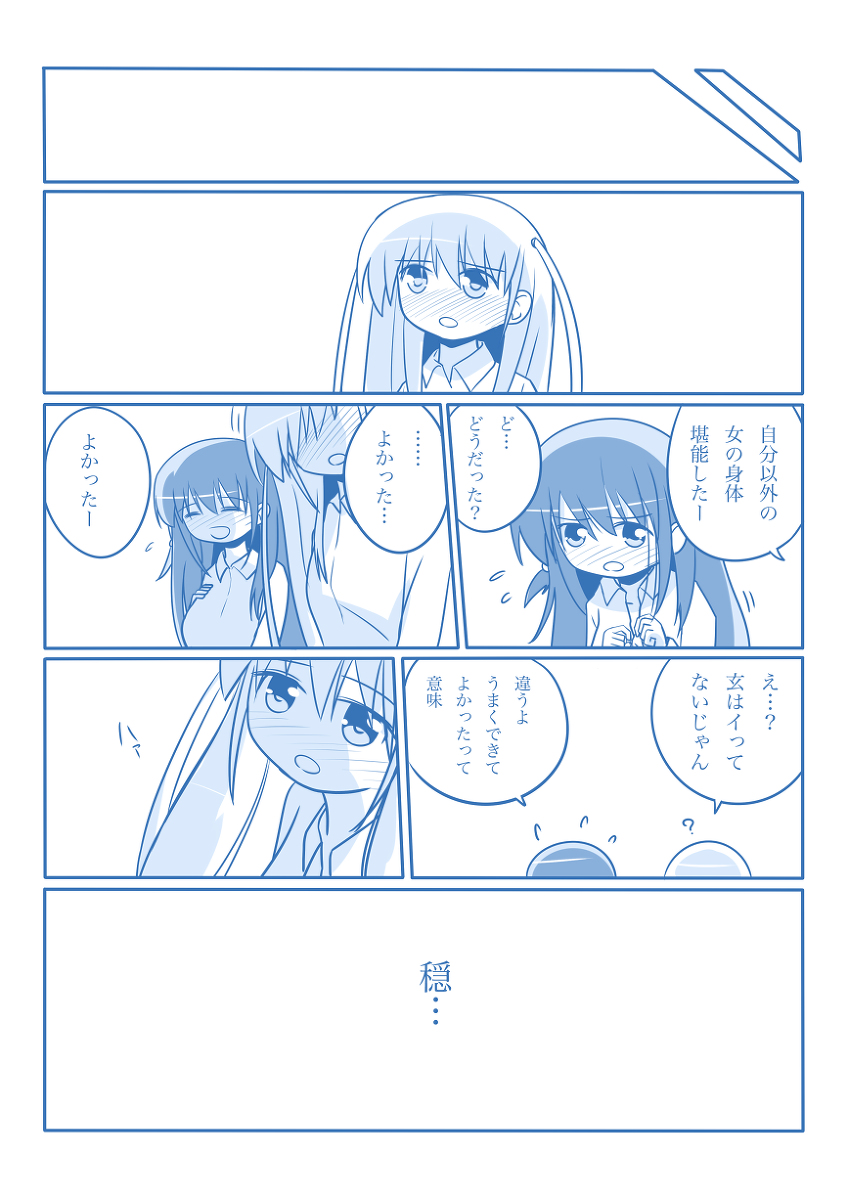 自分以外の
女の身体
堪能したー
ど…
どうだった？
……
よかった…
よかったー
え…？
玄はイって
ないじゃん
違うよ
うまくできて
よかったって
意味
?
ハァ
穏…